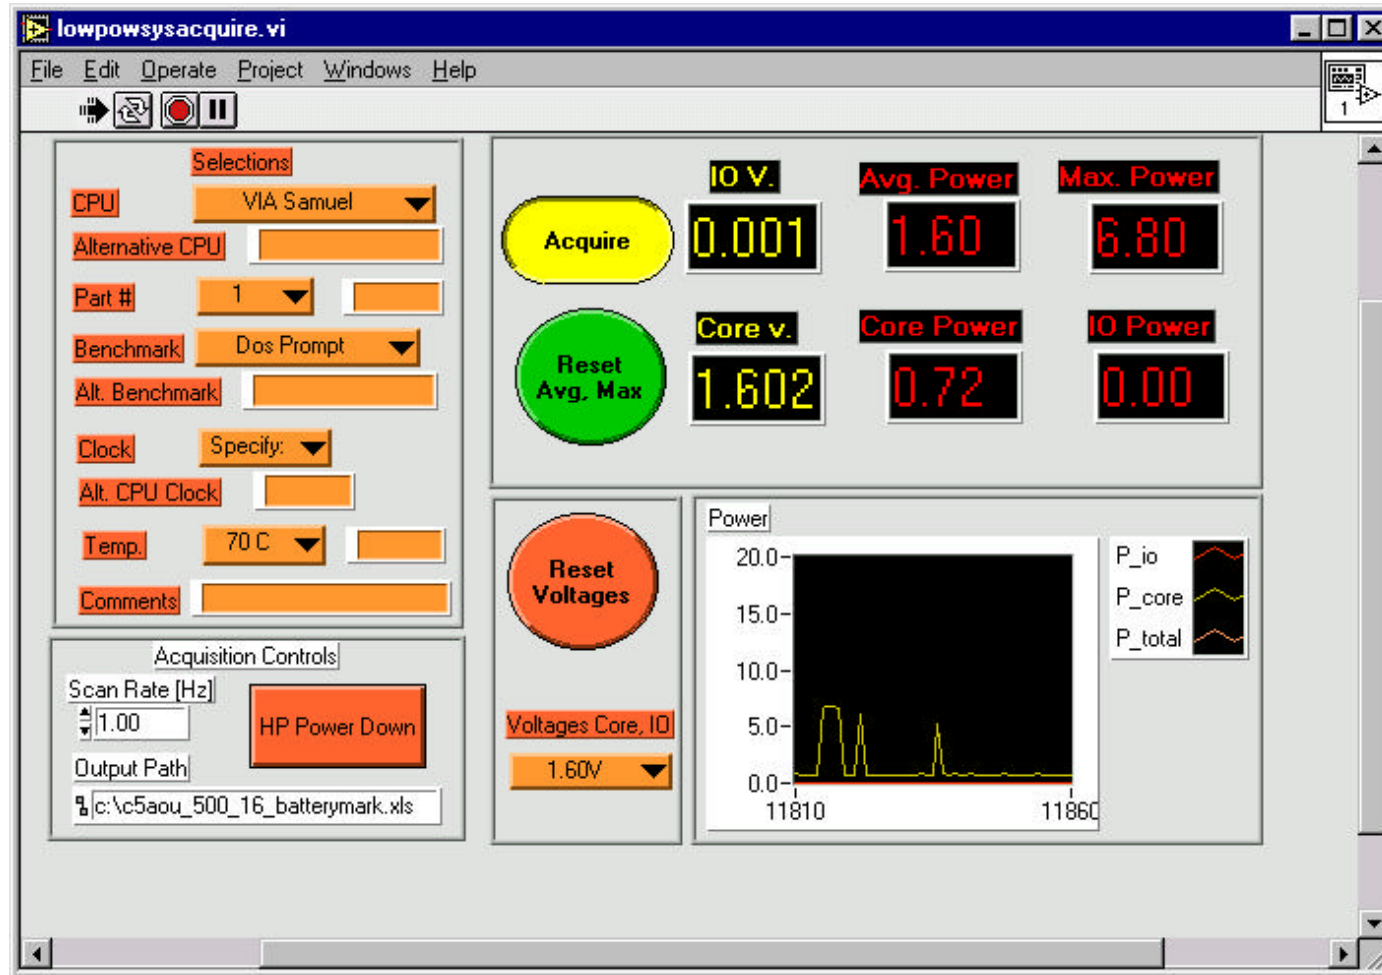 lowpowsysacquire.vi
File Edit Operate Project Windows Help
1
Selections
CPU VIA Samuel
Alternative CPU
Part # 1
Benchmark Dos Prompt
Alt. Benchmark
Clock Specify:
Alt. CPU Clock
Temp. 70 C
Comments
Acquisition Controls
Scan Rate [Hz]
1.00
HP Power Down
Output Path
c:\c5aou_500_16_batterymark.xls
IO V. Avg. Power Max. Power
Acquire 0.001 1.60 6.80
Core v. Core Power IO Power
Reset
Avg, Max
1.602 0.72 0.00
Reset
Voltages
Voltages Core, IO
1.60V
Power
20.0-
15.0-
10.0-
5.0-
0.0-
11810 11860
P_io
P_core
P_total